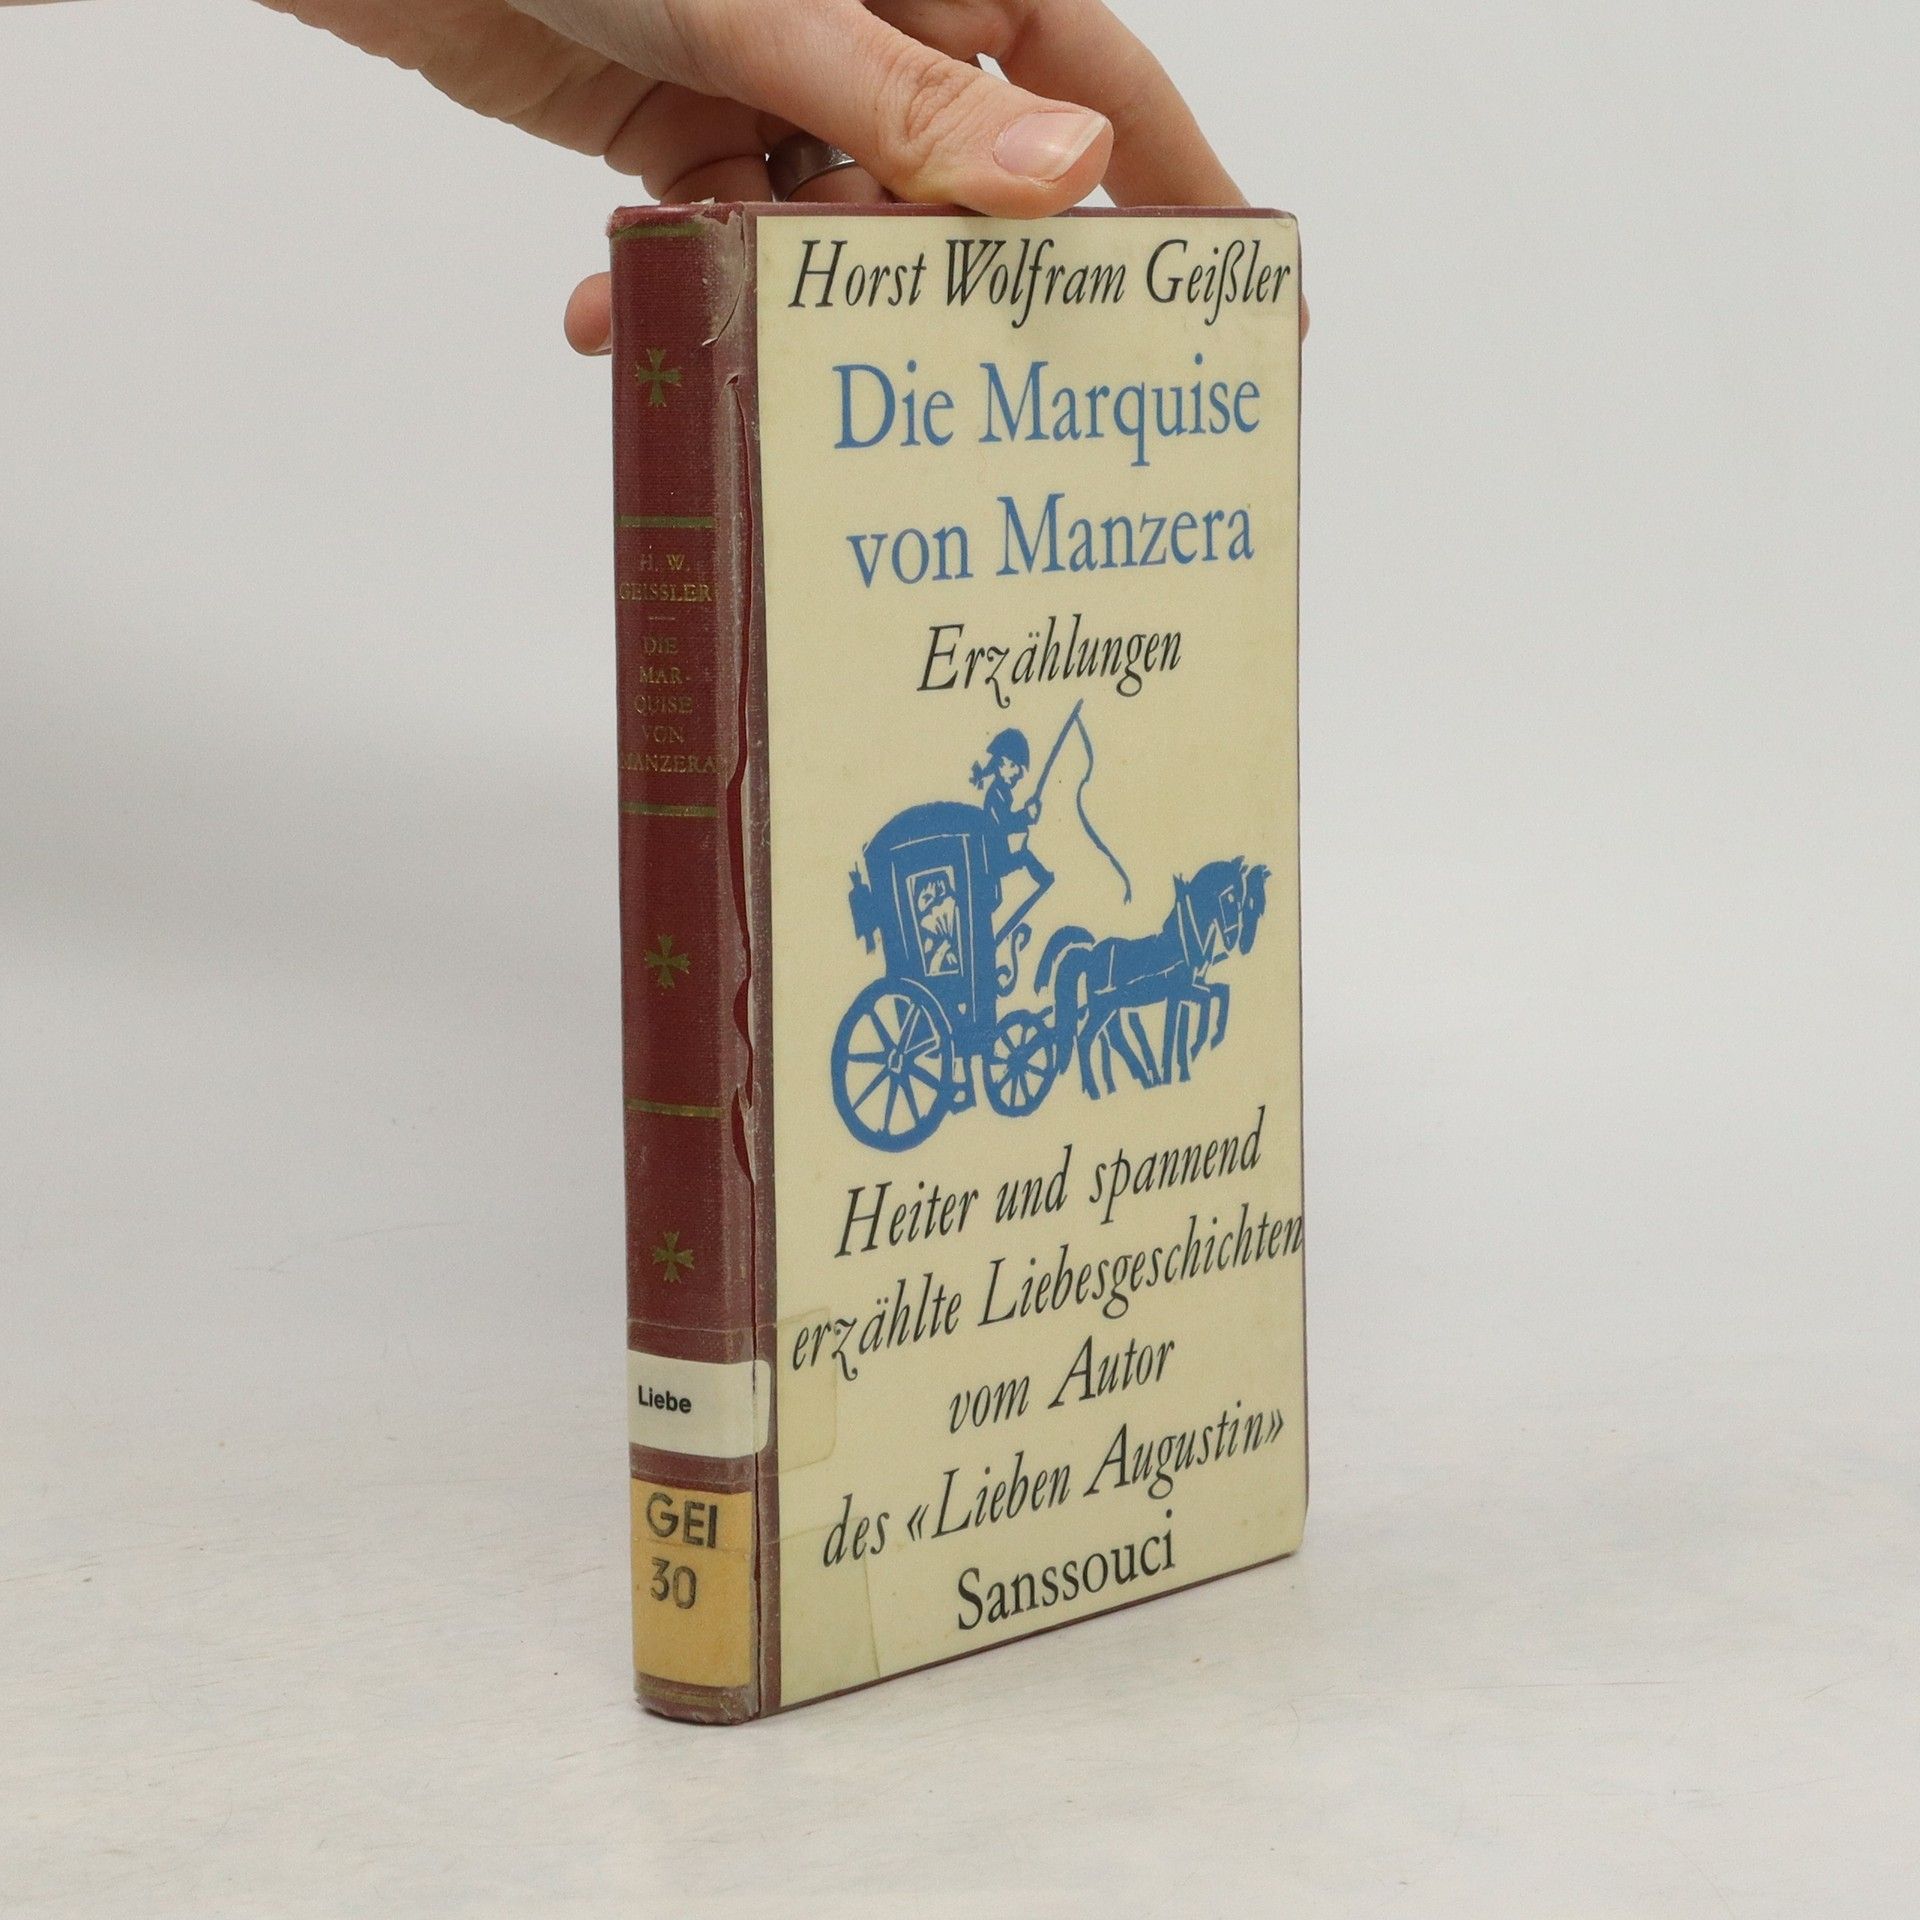 Horst Wolfram Geißler
Die Marquise
von Manzera
Erzählungen
Heiter und spannend
erzählte Liebesgeschichten
vom Autor
des «Lieben Augustin»
Sanssouci
H. W.
GEISSLER
DIE
MAR-
QUISE
VON
MANZERA
Liebe
GEI
30